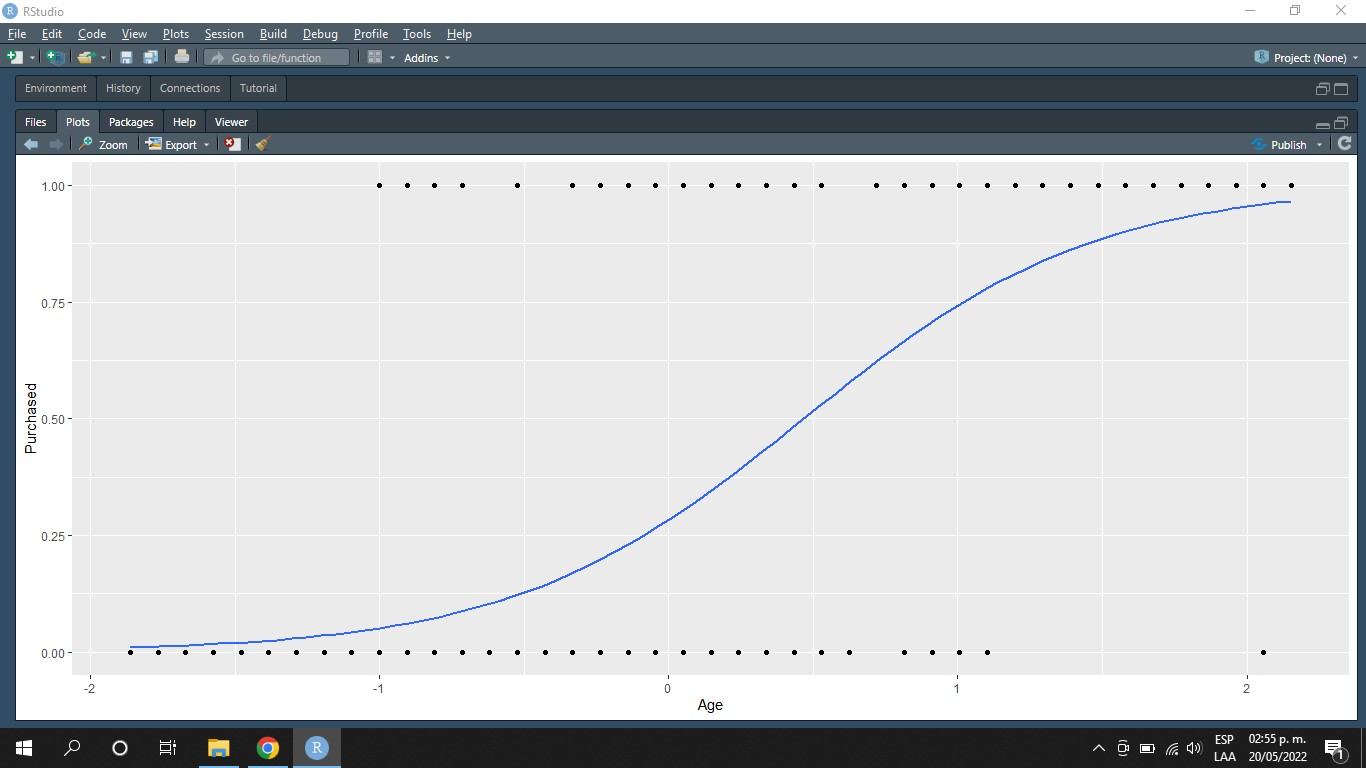 RStudio
File Edit Code View Plots Session Build Debug Profile Tools Help
Go to file/function Addins Project: (None)
Environment History Connections Tutorial
Files Plots Packages Help Viewer
Zoom Export Publish
1.00
0.75
0.50
0.25
0.00
Purchased
-2 -1 0 1 2
Age
ESP 02:55 p. m.
LAA 20/05/2022 1